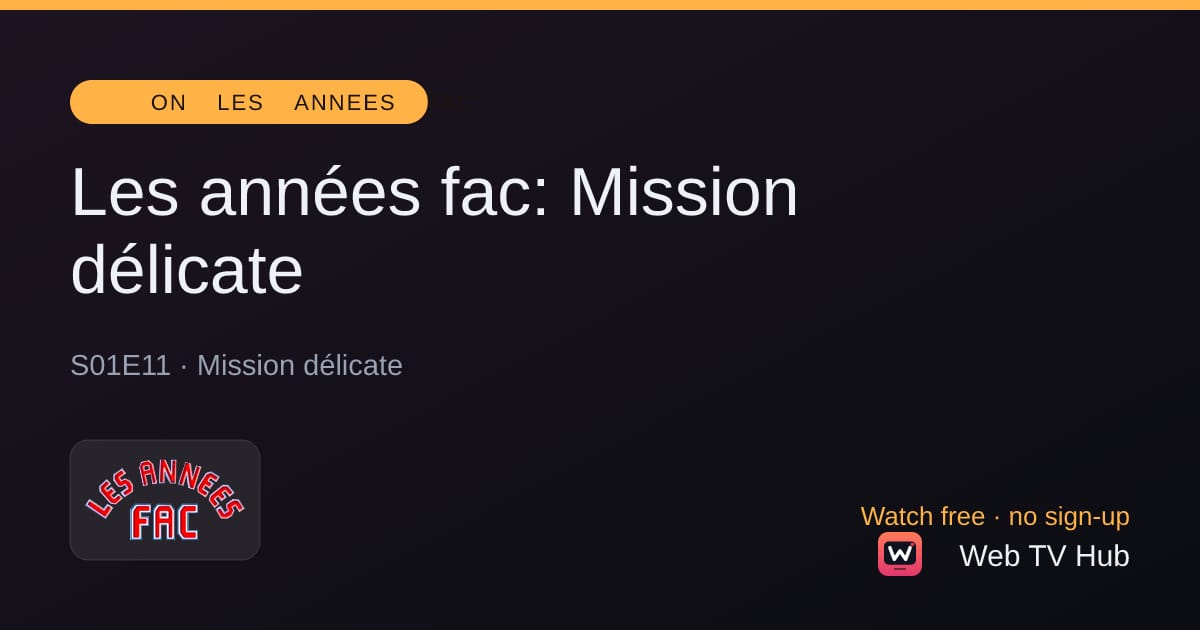 ON LES ANNEES
Les années fac: Mission
délicate
S01E11 · Mission délicate
LES ANNEES
FAC
Watch free · no sign-up
W Web TV Hub